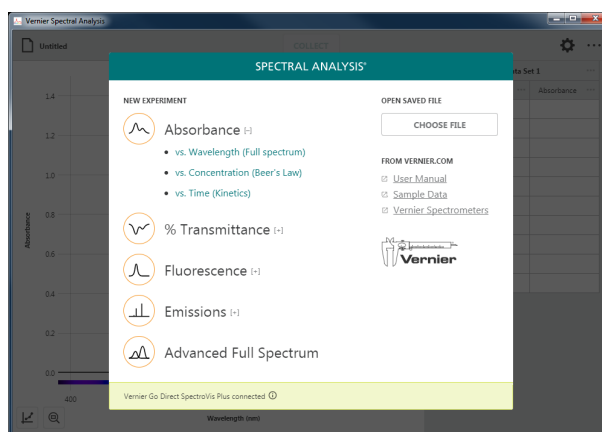 Vernier Spectral Analysis
Untitled
COLLECT
SPECTRAL ANALYSIS®
ta Set 1
Absorbance
NEW EXPERIMENT
Absorbance [-]
• vs. Wavelength (Full spectrum)
• vs. Concentration (Beer's Law)
• vs. Time (Kinetics)
% Transmittance [+]
Fluorescence [+]
Emissions [+]
Advanced Full Spectrum
OPEN SAVED FILE
CHOOSE FILE
FROM VERNIER.COM
User Manual
Sample Data
Vernier Spectrometers
Vernier
Vernier Go Direct SpectroVis Plus connected
Absorbance
1.4
1.2
1.0
0.8
0.6
0.4
0.2
0.0
400
Wavelength (nm)